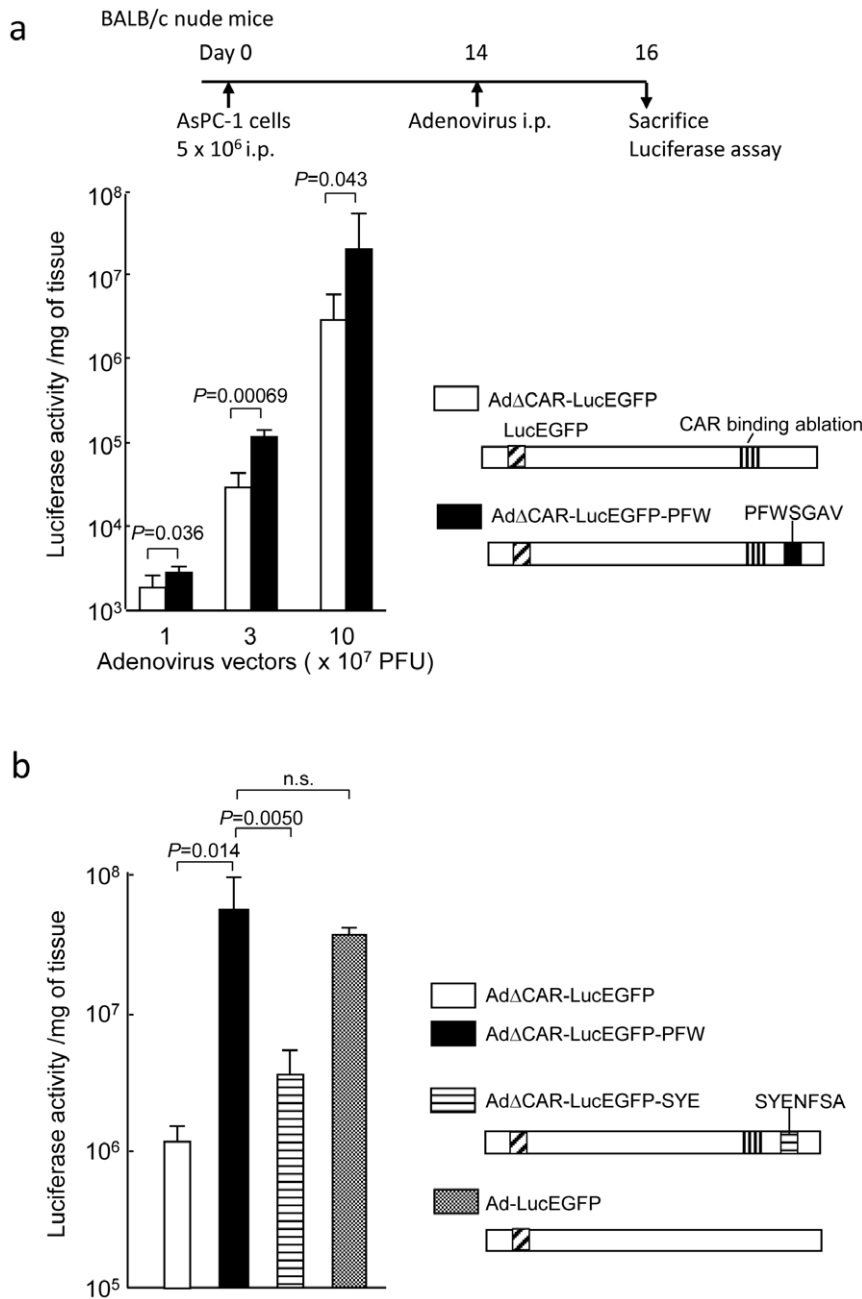 a
BALB/c nude mice
Day 0 14 16
AsPC-1 cells
5 x 10⁶ i.p.
Adenovirus i.p.
Sacrifice
Luciferase assay
Luciferase activity /mg of tissue
10⁸
10⁷
10⁶
10⁵
10⁴
10³
P=0.036
P=0.00069
P=0.043
1 3 10
Adenovirus vectors ( x 10⁷ PFU)
AdΔCAR-LucEGFP
LucEGFP
CAR binding ablation
AdΔCAR-LucEGFP-PFW
PFWSGAV
b
Luciferase activity /mg of tissue
10⁸
10⁷
10⁶
10⁵
n.s.
P=0.0050
P=0.014
AdΔCAR-LucEGFP
AdΔCAR-LucEGFP-PFW
AdΔCAR-LucEGFP-SYE
SYENFSA
Ad-LucEGFP